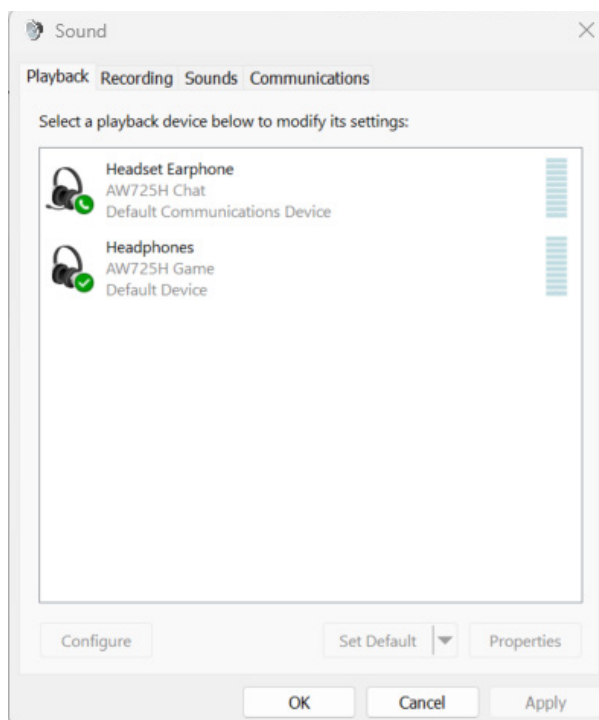 Sound
Playback Recording Sounds Communications
Select a playback device below to modify its settings:
Headset Earphone
AW725H Chat
Default Communications Device
Headphones
AW725H Game
Default Device
Configure Set Default Properties
OK Cancel Apply